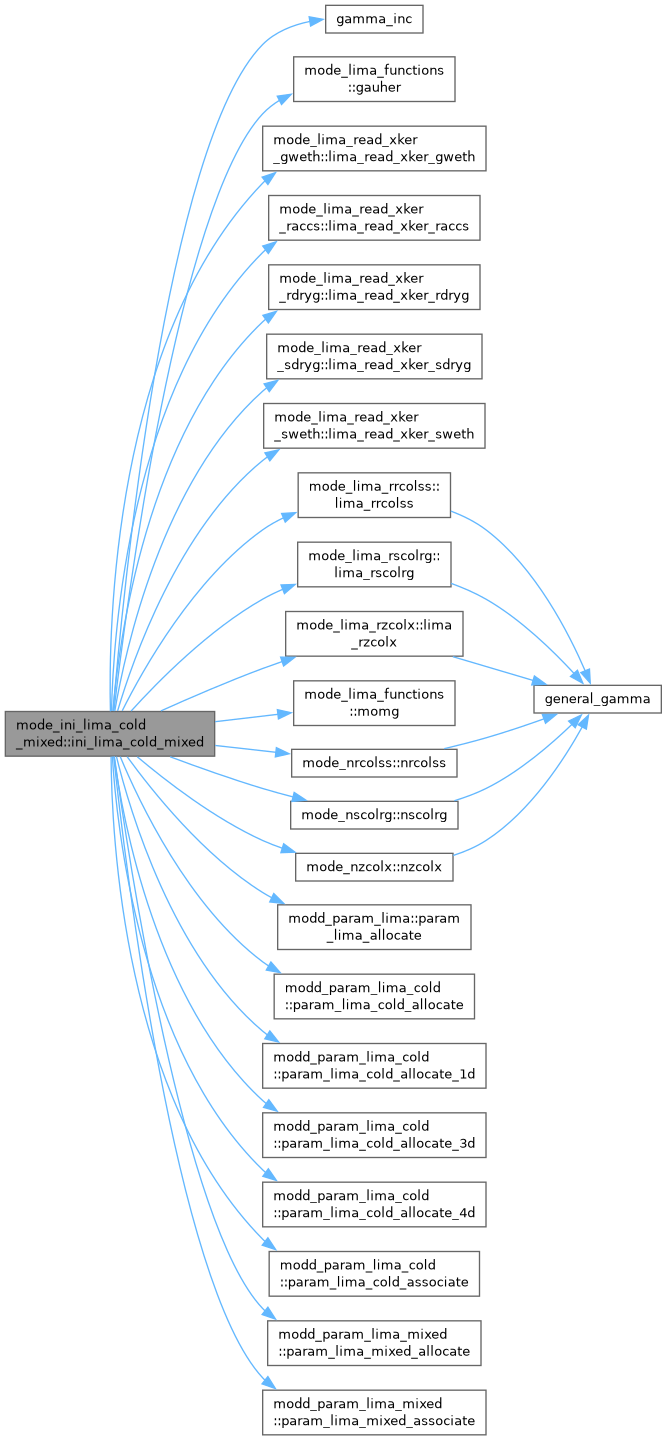 gamma_inc
mode_lima_functions
::gauher
mode_lima_read_xker
_gweth::lima_read_xker_gweth
mode_lima_read_xker
_raccs::lima_read_xker_raccs
mode_lima_read_xker
_rdryg::lima_read_xker_rdryg
mode_lima_read_xker
_sdryg::lima_read_xker_sdryg
mode_lima_read_xker
_sweth::lima_read_xker_sweth
mode_lima_rrcolss::
lima_rrcolss
mode_lima_rscolrg::
lima_rscolrg
mode_lima_rzcolx::lima
_rzcolx
general_gamma
mode_lima_functions
::momg
mode_ini_lima_cold
_mixed::ini_lima_cold_mixed
mode_nrcolss::nrcolss
mode_nscolrg::nscolrg
mode_nzcolx::nzcolx
modd_param_lima::param
_lima_allocate
modd_param_lima_cold
::param_lima_cold_allocate
modd_param_lima_cold
::param_lima_cold_allocate_1d
modd_param_lima_cold
::param_lima_cold_allocate_3d
modd_param_lima_cold
::param_lima_cold_allocate_4d
modd_param_lima_cold
::param_lima_cold_associate
modd_param_lima_mixed
::param_lima_mixed_allocate
modd_param_lima_mixed
::param_lima_mixed_associate